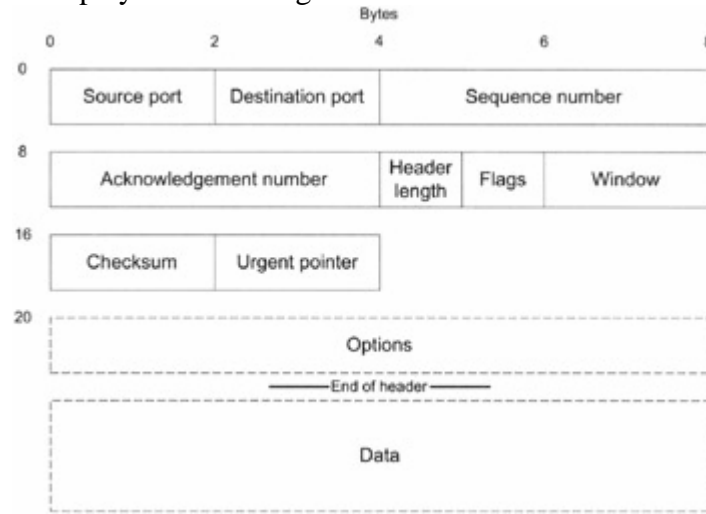 Bytes
0 2 4 6 8
0
Source port Destination port Sequence number
8
Acknowledgement number Header length Flags Window
16
Checksum Urgent pointer
20
Options
End of header
Data